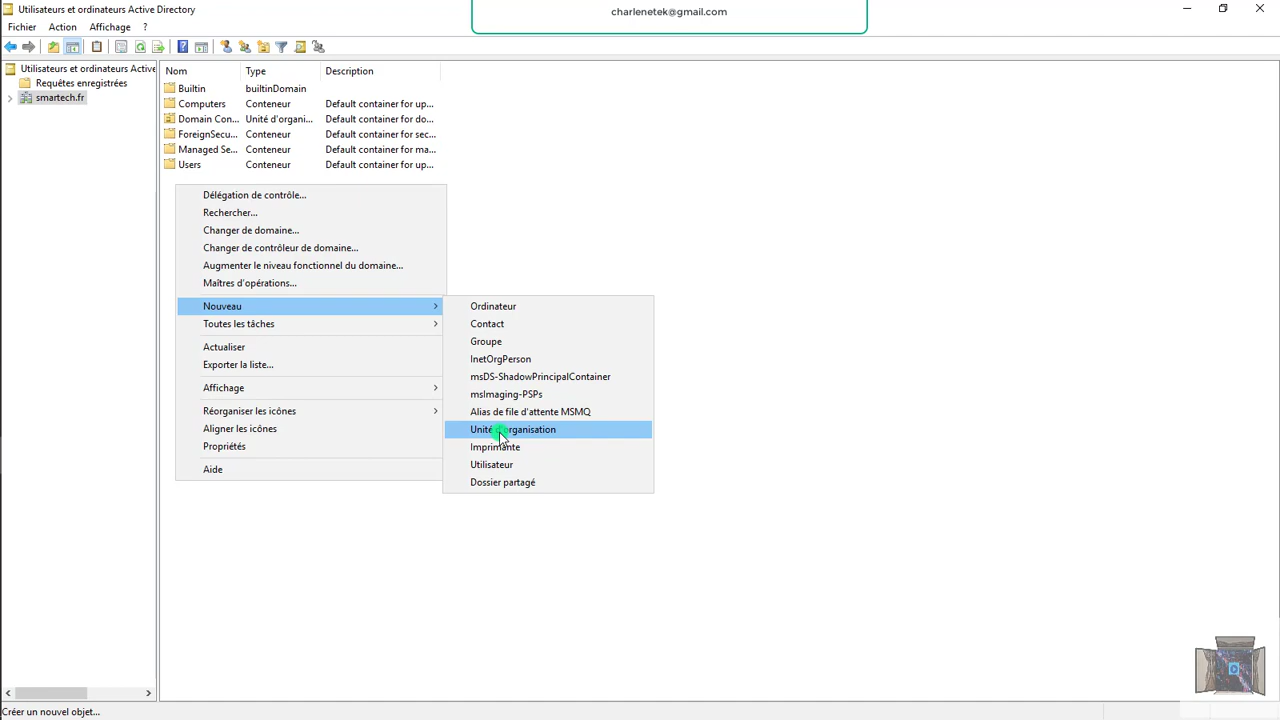 Utilisateurs et ordinateurs Active Directory
charlenetek@gmail.com
Fichier Action Affichage ?
Utilisateurs et ordinateurs Active
Requêtes enregistrées
smartech.fr
Nom Type Description
Builtin builtinDomain
Computers Conteneur Default container for up...
Domain Con... Unité d'organi... Default container for do...
ForeignSecu... Conteneur Default container for sec...
Managed Se... Conteneur Default container for ma...
Users Conteneur Default container for up...
Délégation de contrôle...
Rechercher...
Changer de domaine...
Changer de contrôleur de domaine...
Augmenter le niveau fonctionnel du domaine...
Maîtres d'opérations...
Nouveau
Toutes les tâches
Actualiser
Exporter la liste...
Affichage
Réorganiser les icônes
Aligner les icônes
Propriétés
Aide
Ordinateur
Contact
Groupe
InetOrgPerson
msDS-ShadowPrincipalContainer
msImaging-PSPs
Alias de file d'attente MSMQ
Unité d'organisation
Imprimante
Utilisateur
Dossier partagé
Créer un nouvel objet...